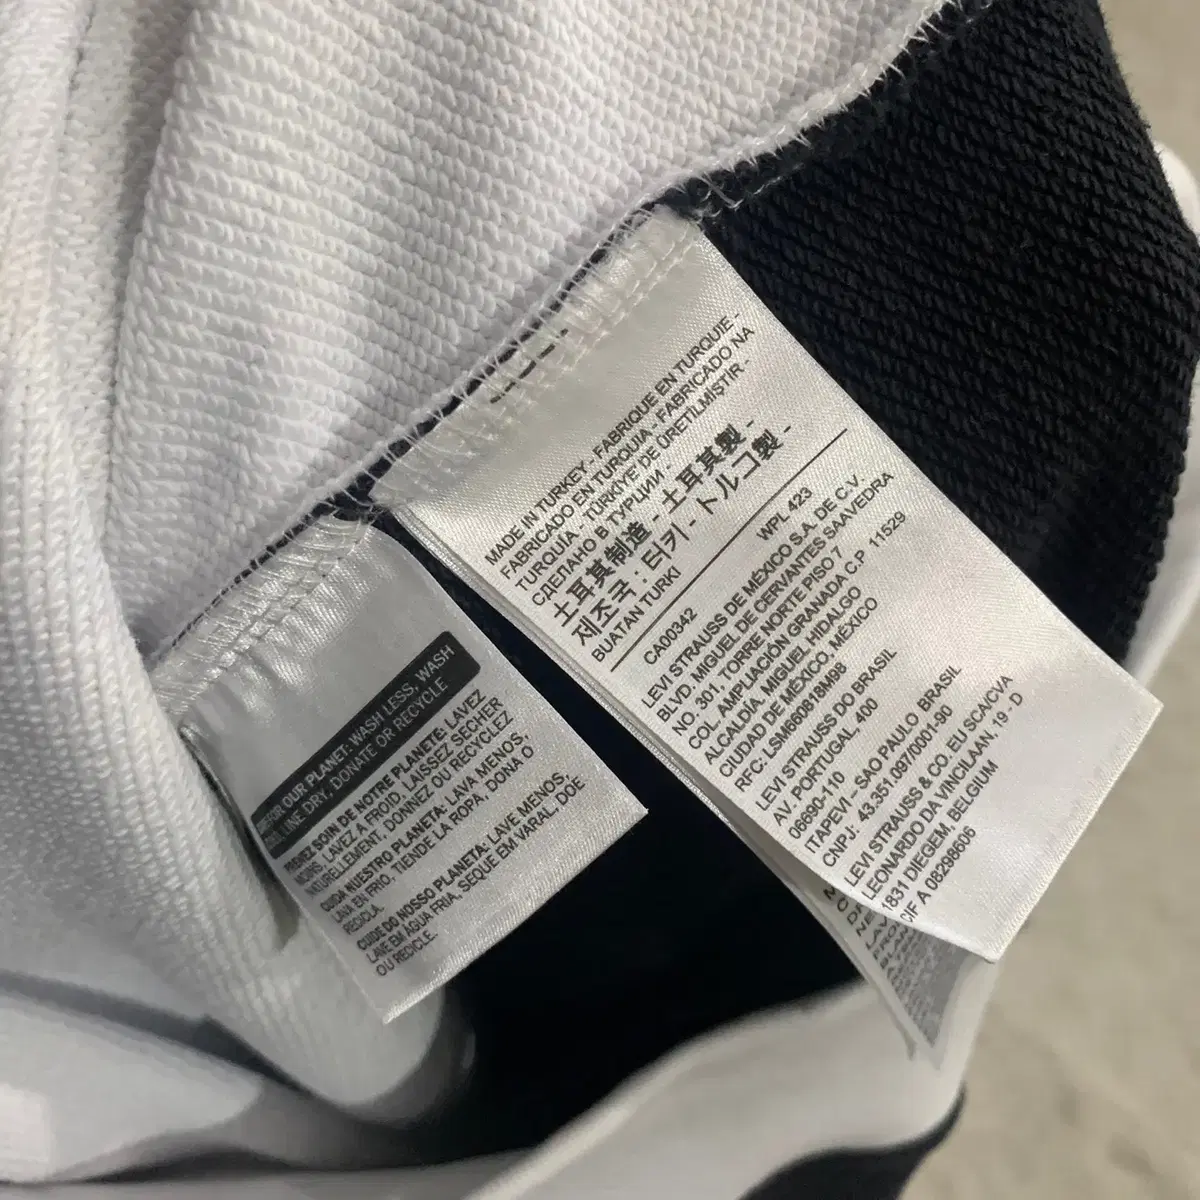 MADE IN TURKEY - FABRIQUE EN TURQUIE -
FABRICADO EN TURQUIA - FABRICADO NA
TURQUIA - TÜRKIYE'DE ÜRETILMIŞTIR -
СДЕЛАНО В ТУРЦИИ -
土耳其制造 - 土耳其製 -
제조국 : 터키 - トルコ製 -
BUATAN TURKI
CA00342 WPL 423
LEVI STRAUSS DE MÉXICO S.A. DE C.V.
BLVD. MIGUEL DE CERVANTES SAAVEDRA
NO. 301, TORRE NORTE PISO 7
COL. AMPLIACIÓN GRANADA C.P 11529
ALCALDÍA, MIGUEL HIDALGO
CIUDAD DE MÉXICO, MÉXICO
RFC: LSM660818M98
LEVI STRAUSS DO BRASIL
AV. PORTUGAL, 400
06690-110
ITAPEVI - SAO PAULO BRASIL
CNPJ: 43.351.097/0001-90
LEVI STRAUSS & CO. EU SCA/CVA
LEONARDO DA VINCILAAN, 19 - D
1831 DIEGEM, BELGIUM
CIF A 08298606
FOR OUR PLANET: WASH LESS, WASH
LINE DRY, DONATE OR RECYCLE
PRENEZ SOIN DE NOTRE PLANETE: LAVEZ
MOINS, LAVEZ A FROID, LAISSEZ SECHER
NATURELLEMENT, DONNEZ OU RECYCLEZ
CUIDA NUESTRO PLANETA: LAVA MENOS,
LAVA EN FRIO, TIENDE LA ROPA, DONA O
RECICLA.
CUIDE DO NOSSO PLANETA: LAVE MENOS,
LAVE EM ÁGUA FRIA, SEQUE EM VARAL, DOE
OU RECICLE.